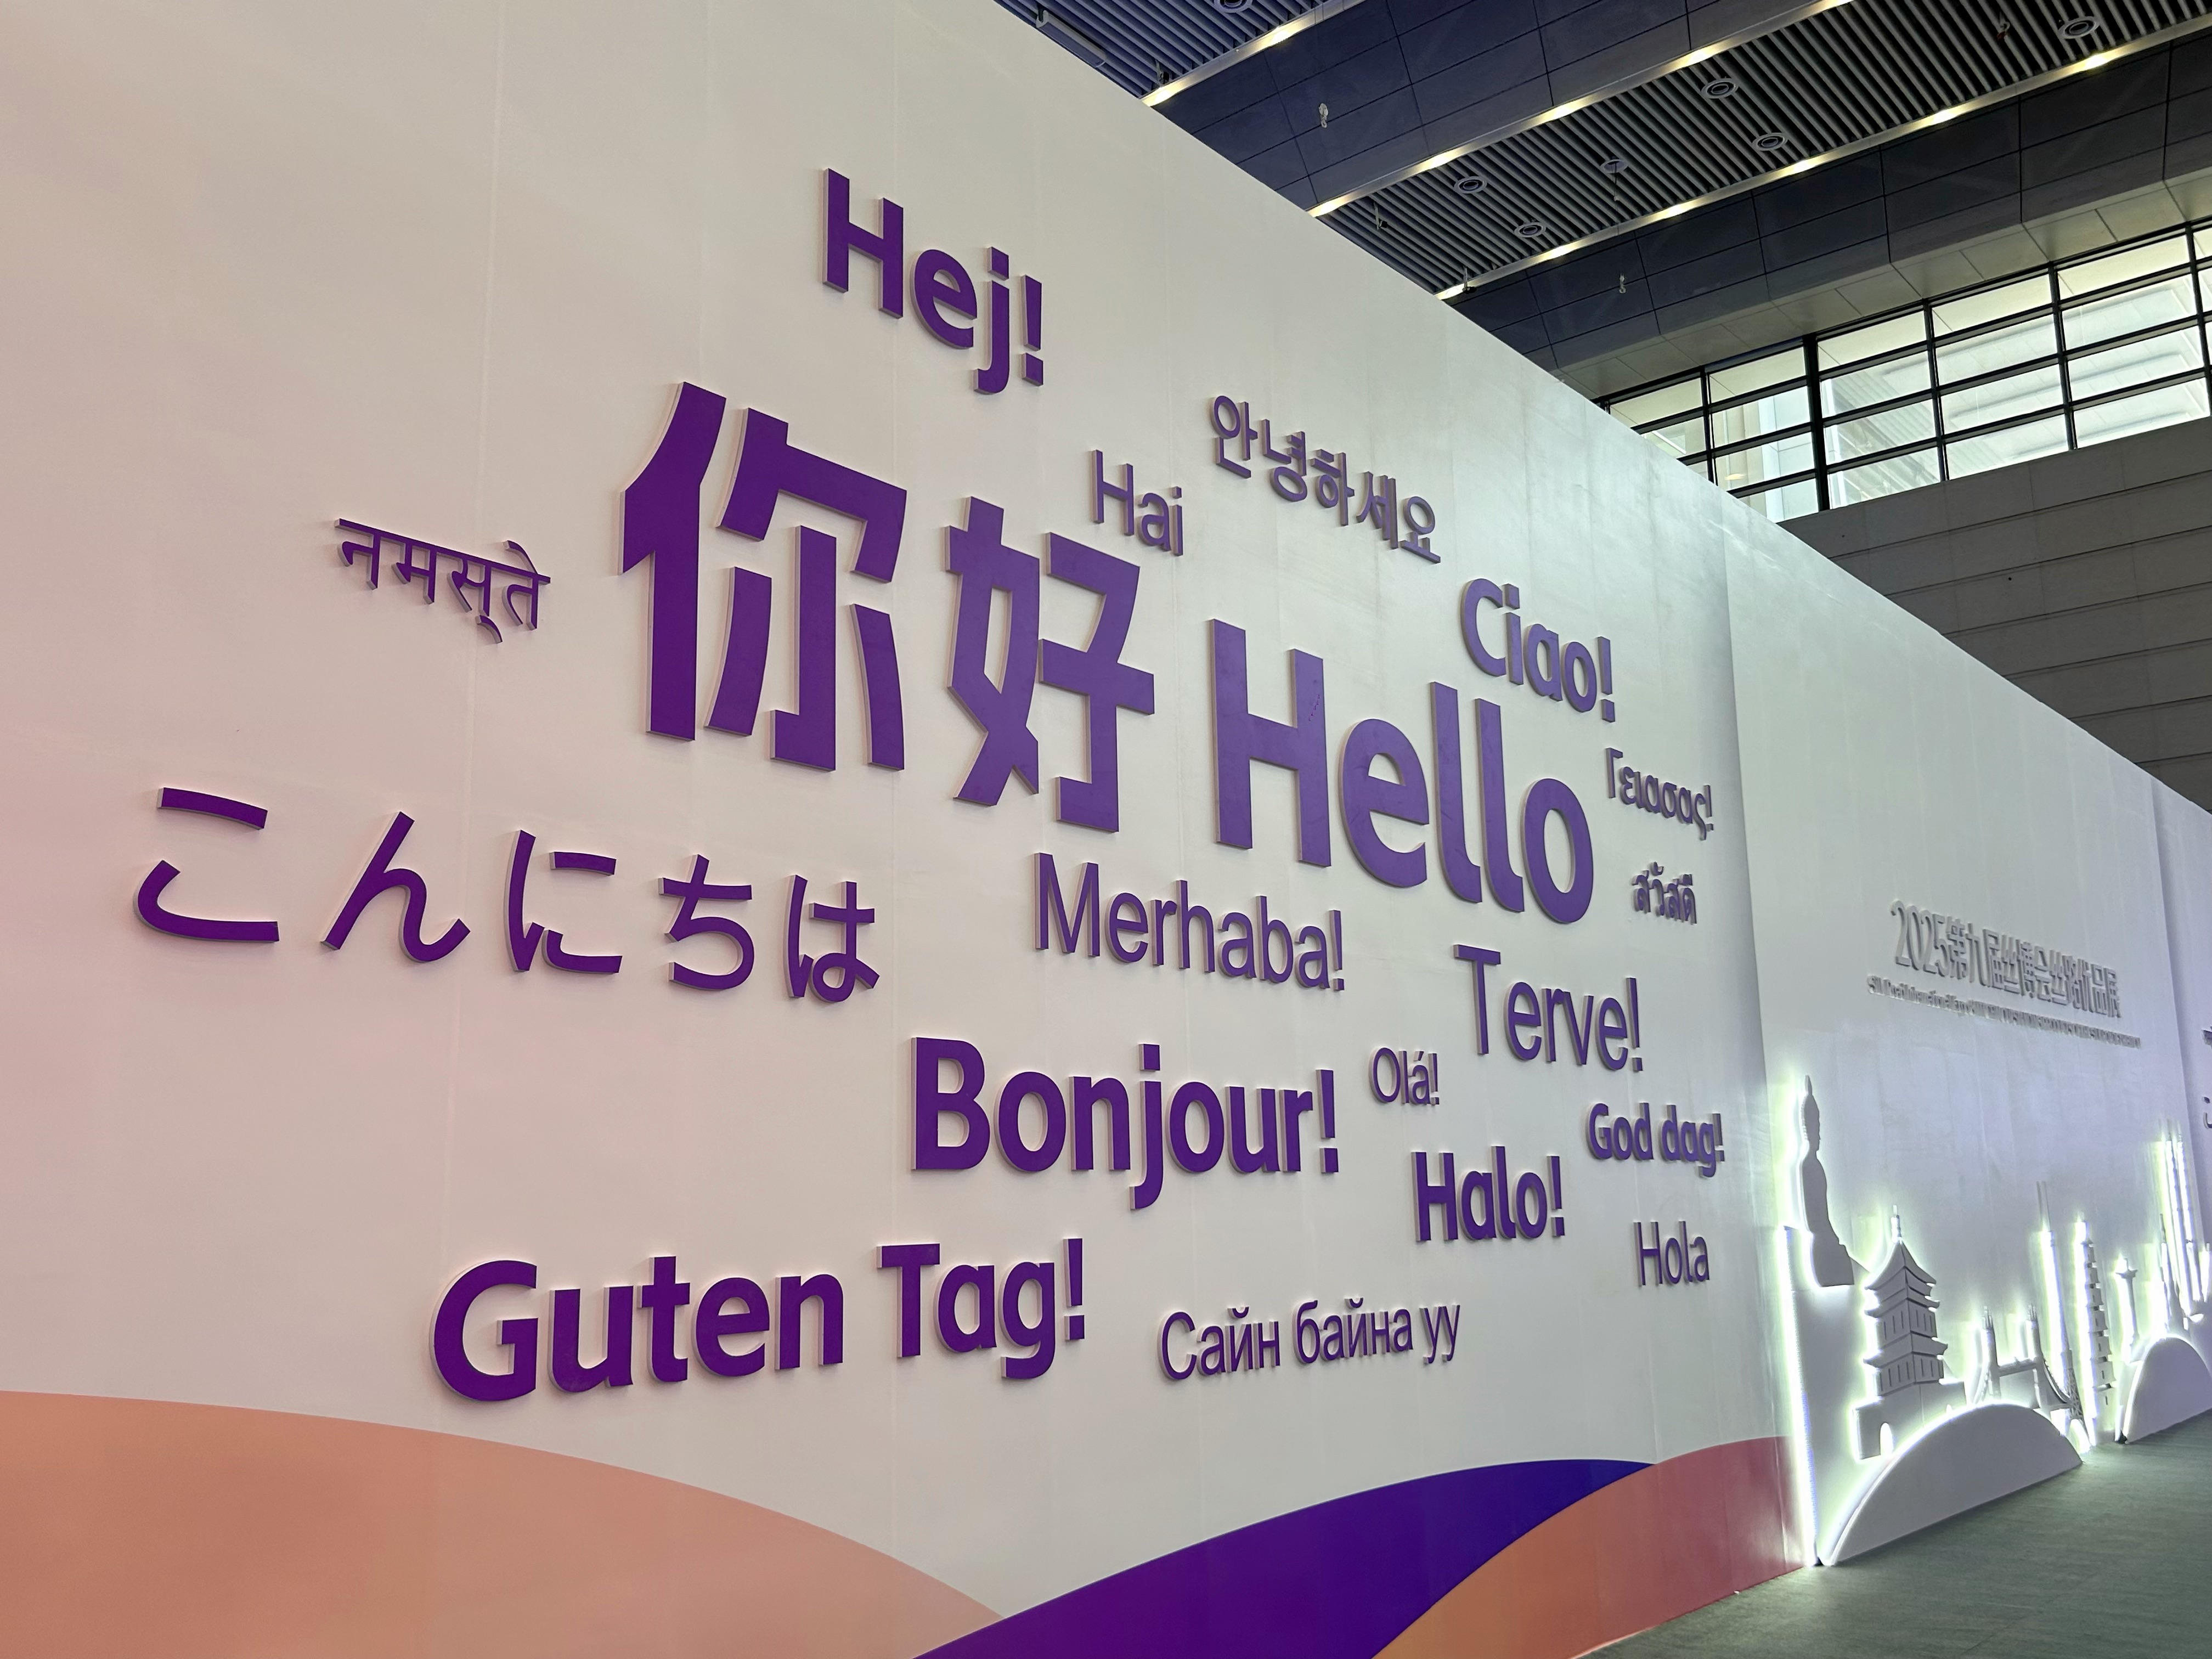 Hej!
안녕하세요
Hai
नमस्ते
你好 Hello
Ciao!
Γειασας!
こんにちは
Merhaba!
สวัสดี
Terve!
Bonjour!
Olá!
God dag!
Halo!
Hola
Guten Tag!
Сайн байна уу
2025第九届丝博会丝路优品展